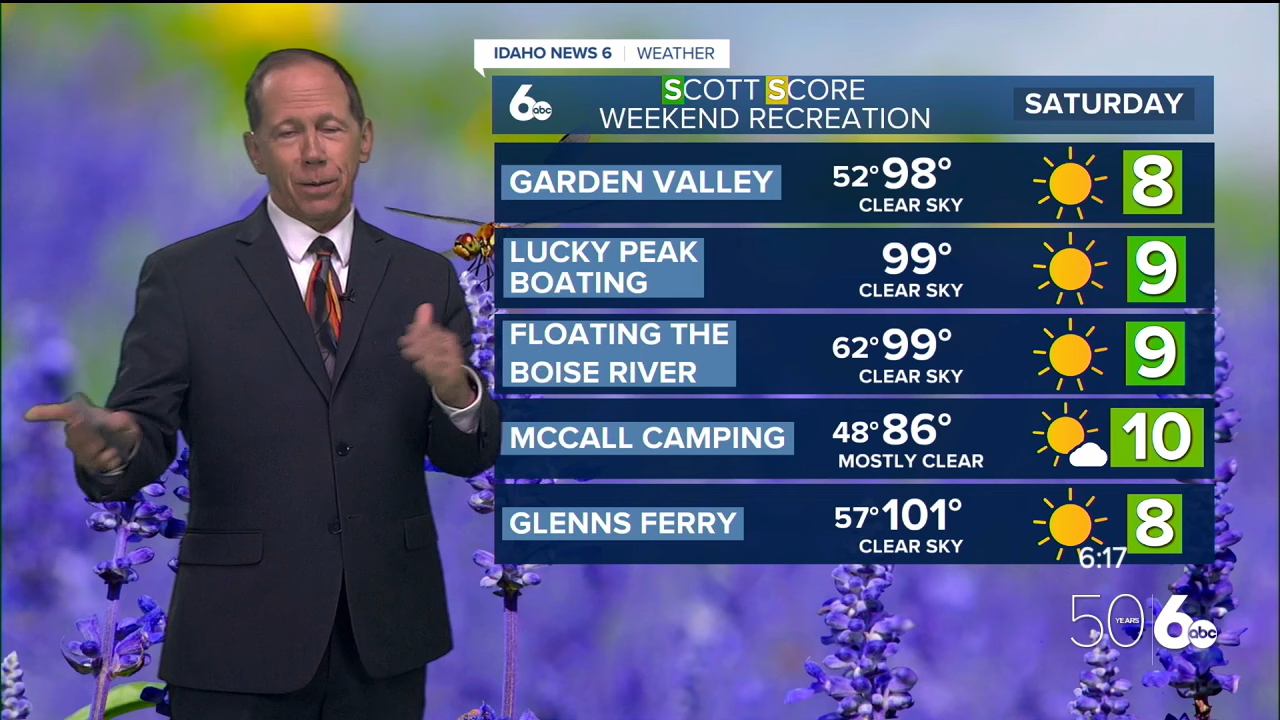 IDAHO NEWS 6 | WEATHER
6abc
SCOTT SCORE
WEEKEND RECREATION
SATURDAY
GARDEN VALLEY
52° 98°
CLEAR SKY
8
LUCKY PEAK
BOATING
99°
CLEAR SKY
9
FLOATING THE
BOISE RIVER
62° 99°
CLEAR SKY
9
MCCALL CAMPING
48° 86°
MOSTLY CLEAR
10
GLENNS FERRY
57° 101°
CLEAR SKY
8
6:17
50 YEARS | 6abc